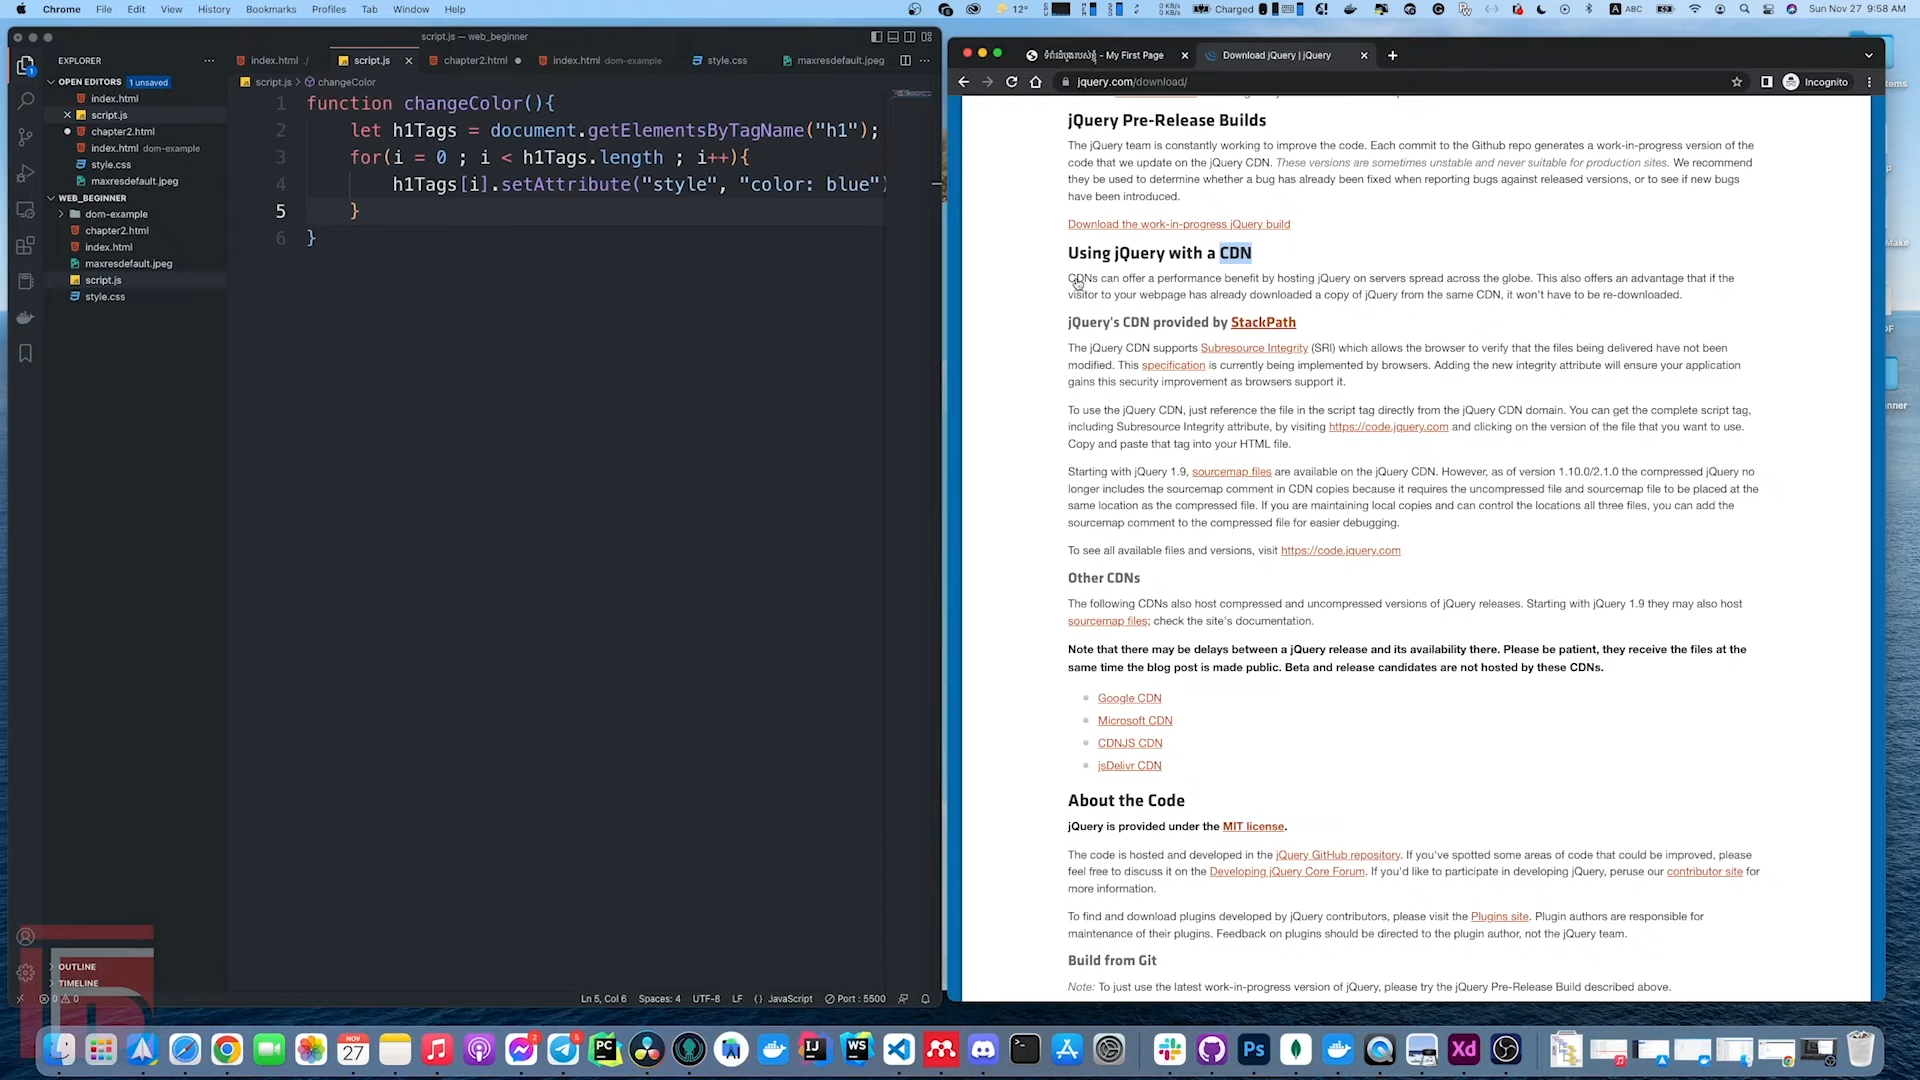 Chrome File Edit View History Bookmarks Profiles Tab Window Help
12° 0 KB/s 0 KB/s Charged ABC Sun Nov 27 9:58 AM
script.js — web_beginner
EXPLORER
OPEN EDITORS 1 unsaved
index.html
script.js
chapter2.html
index.html dom-example
style.css
maxresdefault.jpeg
WEB_BEGINNER
dom-example
chapter2.html
index.html
maxresdefault.jpeg
script.js
style.css
OUTLINE
TIMELINE
index.html ./ script.js chapter2.html index.html dom-example style.css maxresdefault.jpeg
script.js > changeColor
1 function changeColor(){
2 let h1Tags = document.getElementsByTagName("h1");
3 for(i = 0 ; i < h1Tags.length ; i++){
4 h1Tags[i].setAttribute("style", "color: blue")
5 }
6 }
0 0 Ln 5, Col 6 Spaces: 4 UTF-8 LF {} JavaScript Port : 5500
ទំព័រដំបូងរបស់ខ្ញុំ - My First Page Download jQuery | jQuery
jquery.com/download/ Incognito
jQuery Pre-Release Builds
The jQuery team is constantly working to improve the code. Each commit to the Github repo generates a work-in-progress version of the
code that we update on the jQuery CDN. These versions are sometimes unstable and never suitable for production sites. We recommend
they be used to determine whether a bug has already been fixed when reporting bugs against released versions, or to see if new bugs
have been introduced.
Download the work-in-progress jQuery build
Using jQuery with a CDN
CDNs can offer a performance benefit by hosting jQuery on servers spread across the globe. This also offers an advantage that if the
visitor to your webpage has already downloaded a copy of jQuery from the same CDN, it won't have to be re-downloaded.
jQuery's CDN provided by StackPath
The jQuery CDN supports Subresource Integrity (SRI) which allows the browser to verify that the files being delivered have not been
modified. This specification is currently being implemented by browsers. Adding the new integrity attribute will ensure your application
gains this security improvement as browsers support it.
To use the jQuery CDN, just reference the file in the script tag directly from the jQuery CDN domain. You can get the complete script tag,
including Subresource Integrity attribute, by visiting https://code.jquery.com and clicking on the version of the file that you want to use.
Copy and paste that tag into your HTML file.
Starting with jQuery 1.9, sourcemap files are available on the jQuery CDN. However, as of version 1.10.0/2.1.0 the compressed jQuery no
longer includes the sourcemap comment in CDN copies because it requires the uncompressed file and sourcemap file to be placed at the
same location as the compressed file. If you are maintaining local copies and can control the locations all three files, you can add the
sourcemap comment to the compressed file for easier debugging.
To see all available files and versions, visit https://code.jquery.com
Other CDNs
The following CDNs also host compressed and uncompressed versions of jQuery releases. Starting with jQuery 1.9 they may also host
sourcemap files; check the site's documentation.
Note that there may be delays between a jQuery release and its availability there. Please be patient, they receive the files at the
same time the blog post is made public. Beta and release candidates are not hosted by these CDNs.
Google CDN
Microsoft CDN
CDNJS CDN
jsDelivr CDN
About the Code
jQuery is provided under the MIT license.
The code is hosted and developed in the jQuery GitHub repository. If you've spotted some areas of code that could be improved, please
feel free to discuss it on the Developing jQuery Core Forum. If you'd like to participate in developing jQuery, peruse our contributor site for
more information.
To find and download plugins developed by jQuery contributors, please visit the Plugins site. Plugin authors are responsible for
maintenance of their plugins. Feedback on plugins should be directed to the plugin author, not the jQuery team.
Build from Git
Note: To just use the latest work-in-progress version of jQuery, please try the jQuery Pre-Release Build described above.
NOV
27
2
5
PC
IJ
WS
Ps
Xd